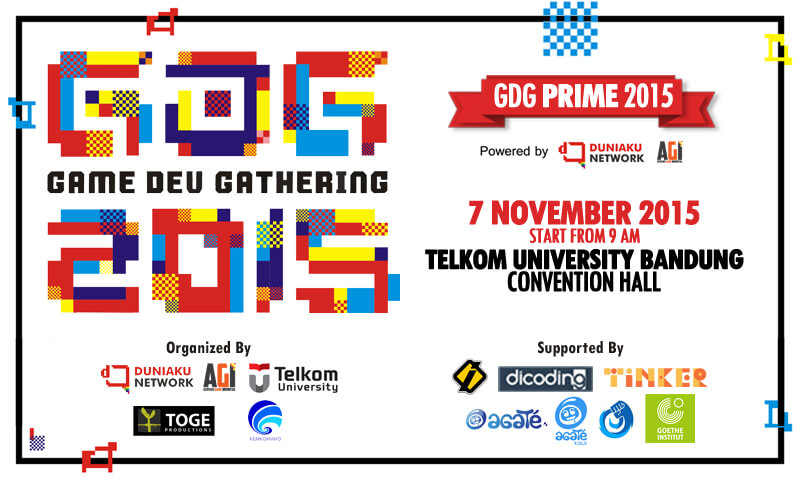 GDG
GAME DEV GATHERING
2015
GDG PRIME 2015
Powered by
DUNIAKU
NETWORK
AGI
7 NOVEMBER 2015
START FROM 9 AM
TELKOM UNIVERSITY BANDUNG
CONVENTION HALL
Organized By
DUNIAKU
NETWORK
AGI
Telkom
University
TOGE
PRODUCTIONS
KEMKOMINFO
Supported By
dicoding
TINKER
agate
agate
GOETHE
INSTITUT